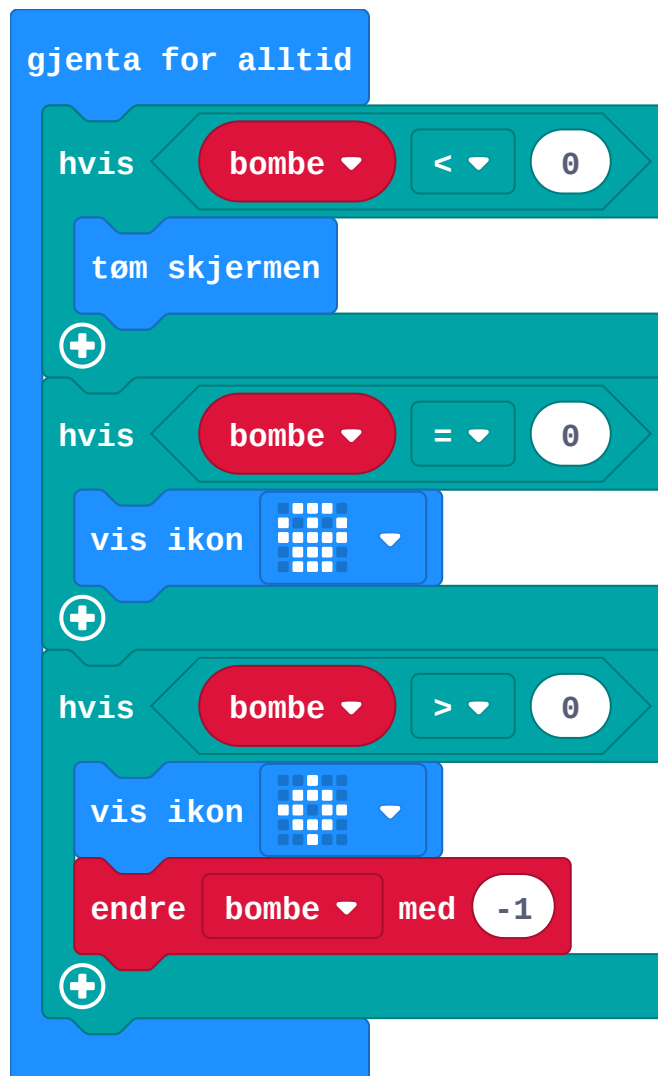 gjenta for alltid
hvis bombe < 0
tøm skjermen
hvis bombe = 0
vis ikon
hvis bombe > 0
vis ikon
endre bombe med -1